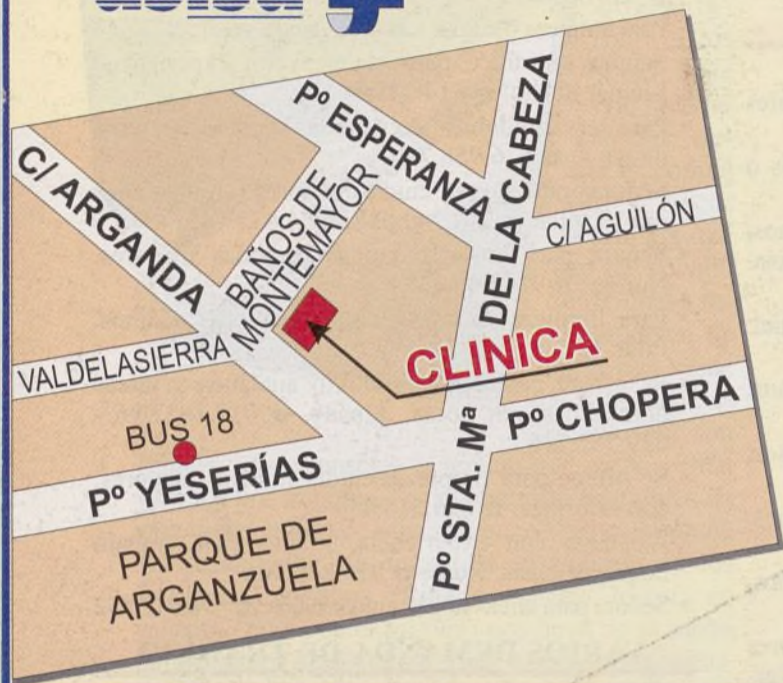 Pº ESPERANZA
DE LA CABEZA
C/ ARGANDA
BAÑOS DE
MONTEMAYOR
C/ AGUILÓN
VALDELASIERRA
CLINICA
BUS 18
Pº CHOPERA
Pº YESERÍAS
Pº STA. Mª
PARQUE DE
ARGANZUELA